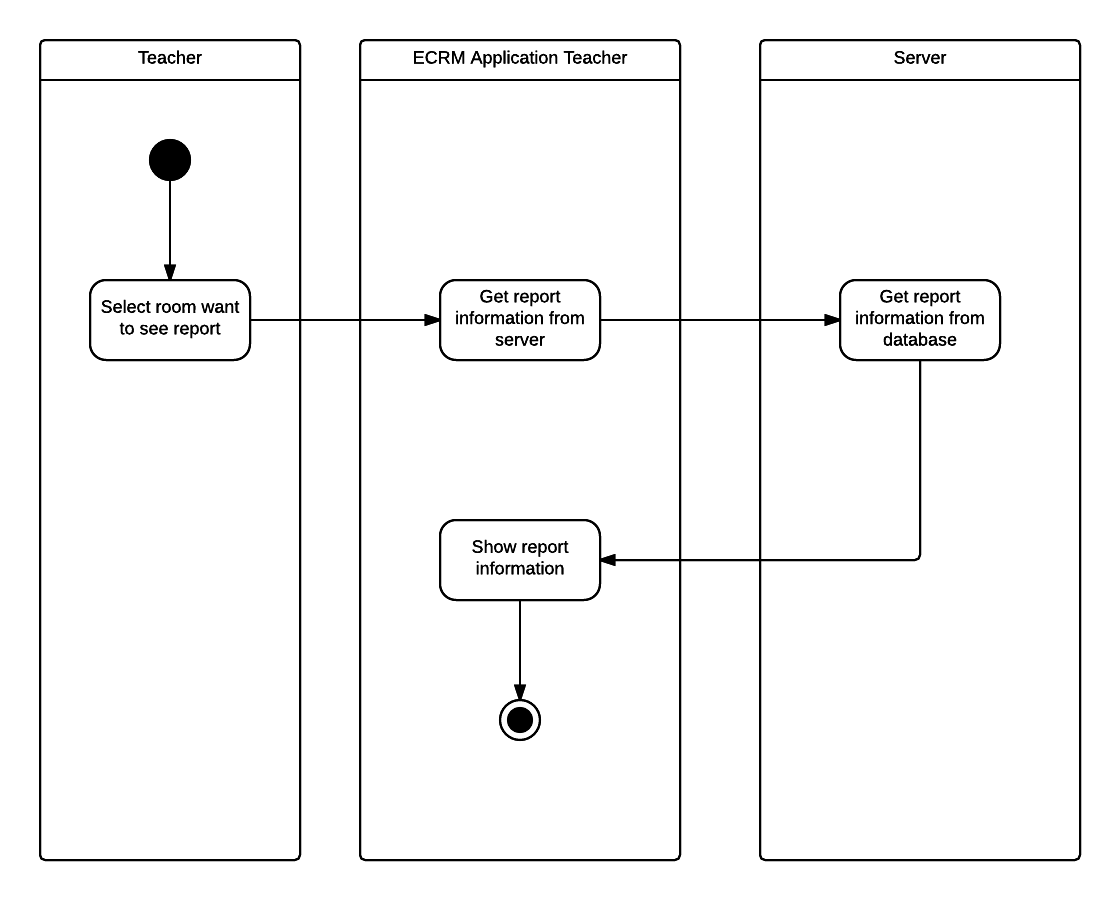 Teacher
ECRM Application Teacher
Server
Select room want
to see report
Get report
information from
server
Get report
information from
database
Show report
information